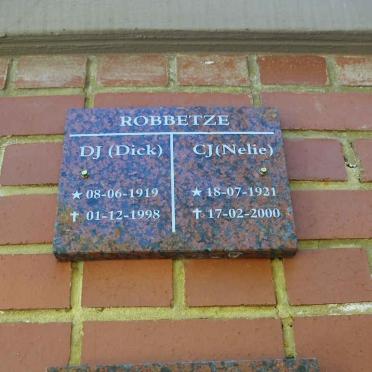 ROBBETZE
DJ (Dick) CJ(Nelie)
★ 08-06-1919 ★ 18-07-1921
✝ 01-12-1998 ✝ 17-02-2000